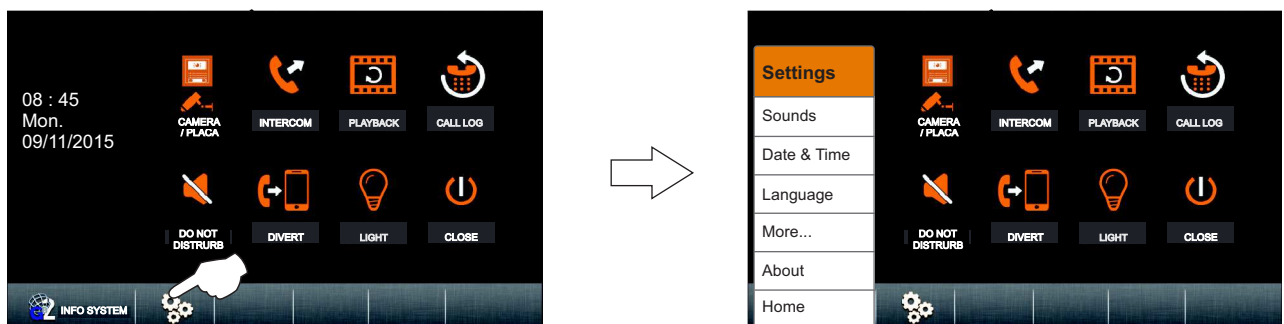 08 : 45
Mon.
09/11/2015
CAMERA
/ PLACA
INTERCOM
PLAYBACK
CALL LOG
DO NOT
DISTRURB
DIVERT
LIGHT
CLOSE
INFO SYSTEM
Settings
Sounds
Date & Time
Language
More...
About
Home
CAMERA
/ PLACA
INTERCOM
PLAYBACK
CALL LOG
DO NOT
DISTRURB
DIVERT
LIGHT
CLOSE